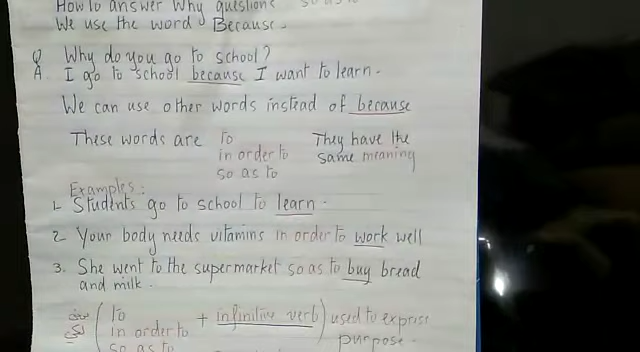 How to answer Why questions so as to
We use the word Because.
Q Why do you go to school?
A. I go to school because I want to learn.
We can use other words instead of because
These words are to They have the
in order to same meaning
so as to
Examples:
1. Students go to school to learn.
2. Your body needs vitamins in order to work well
3. She went to the supermarket so as to buy bread
and milk.
to
in order to + infinitive verb) used to express
so as to purpose.